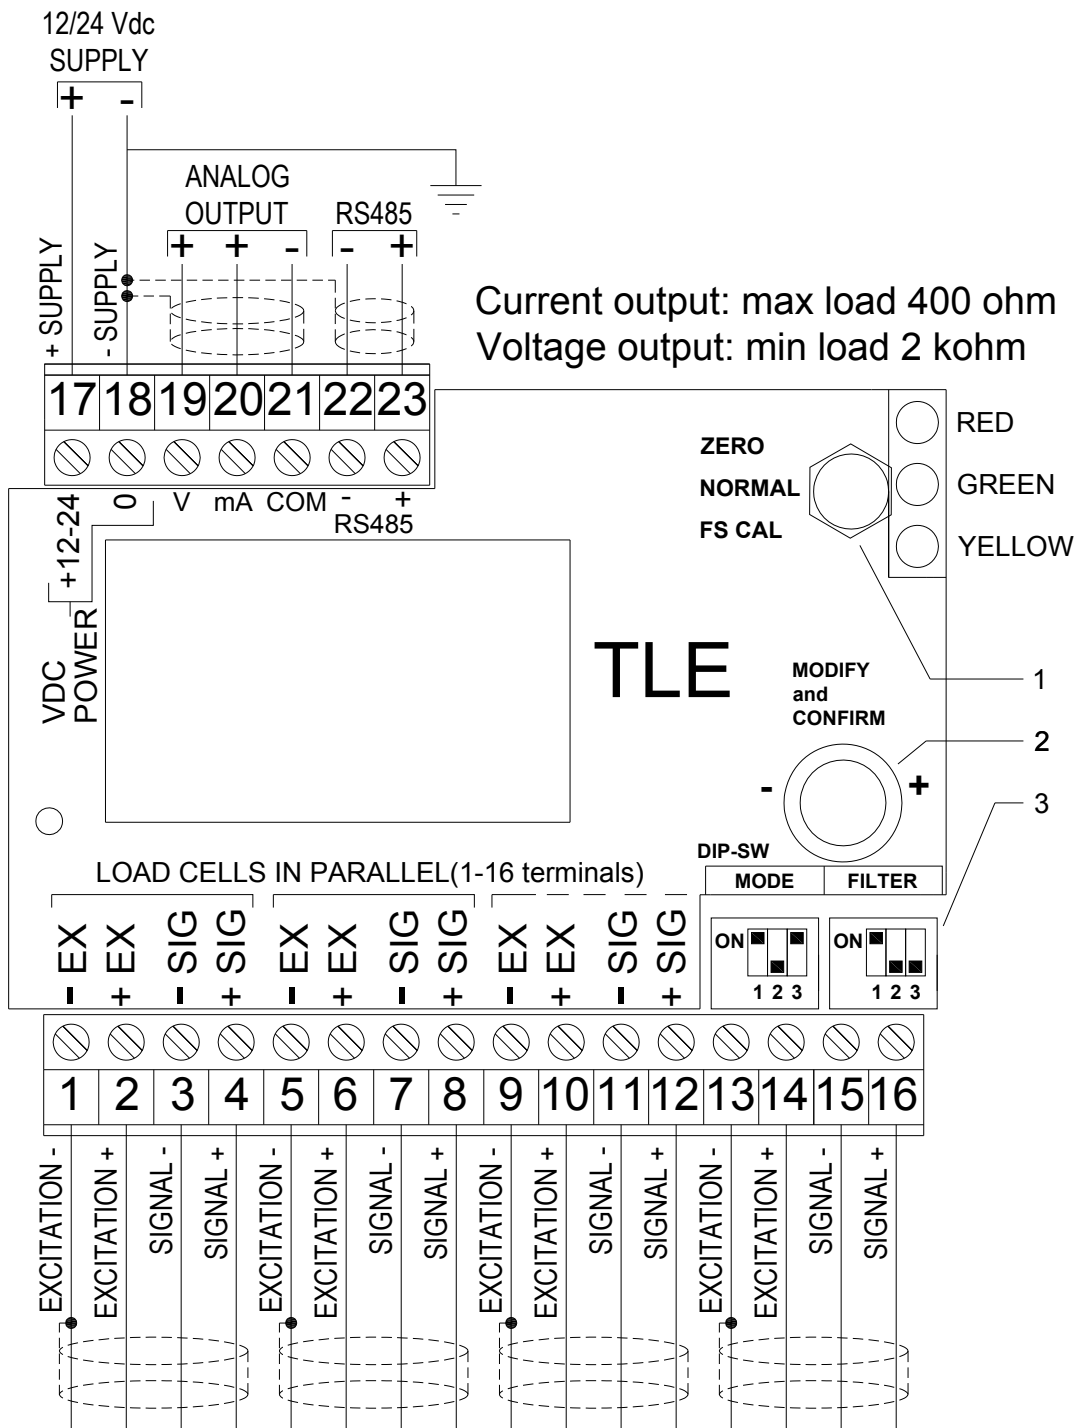 12/24 Vdc
SUPPLY
+ -
ANALOG
OUTPUT
RS485
+ + - - +
+ SUPPLY
- SUPPLY
Current output: max load 400 ohm
Voltage output: min load 2 kohm
17 18 19 20 21 22 23
+12-24 0 V mA COM - +
RS485
VDC
POWER
ZERO
NORMAL
FS CAL
RED
GREEN
YELLOW
TLE
MODIFY
and
CONFIRM
- +
1
2
3
DIP-SW
MODE FILTER
ON 1 2 3
ON 1 2 3
LOAD CELLS IN PARALLEL(1-16 terminals)
- EX + EX - SIG + SIG - EX + EX - SIG + SIG - EX + EX - SIG + SIG
1 2 3 4 5 6 7 8 9 10 11 12 13 14 15 16
EXCITATION -
EXCITATION +
SIGNAL -
SIGNAL +
EXCITATION -
EXCITATION +
SIGNAL -
SIGNAL +
EXCITATION -
EXCITATION +
SIGNAL -
SIGNAL +
EXCITATION -
EXCITATION +
SIGNAL -
SIGNAL +